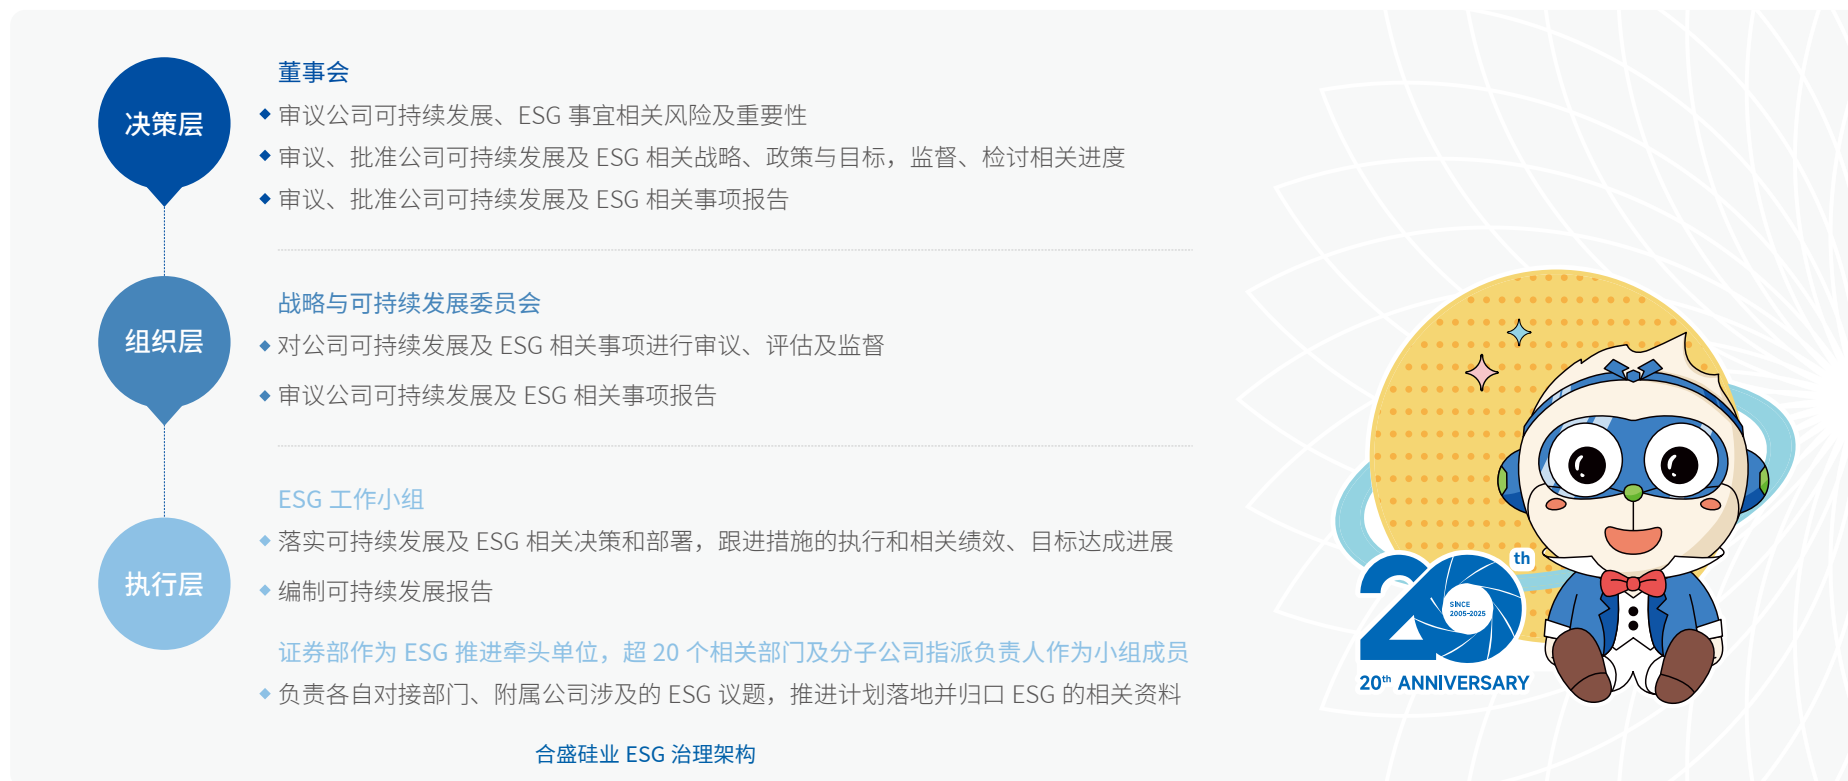 决策层
董事会
审议公司可持续发展、ESG 事宜相关风险及重要性
审议、批准公司可持续发展及 ESG 相关战略、政策与目标，监督、检讨相关进度
审议、批准公司可持续发展及 ESG 相关事项报告
组织层
战略与可持续发展委员会
对公司可持续发展及 ESG 相关事项进行审议、评估及监督
审议公司可持续发展及 ESG 相关事项报告
执行层
ESG 工作小组
落实可持续发展及 ESG 相关决策和部署，跟进措施的执行和相关绩效、目标达成进展
编制可持续发展报告
证券部作为 ESG 推进牵头单位，超 20 个相关部门及分子公司指派负责人作为小组成员
负责各自对接部门、附属公司涉及的 ESG 议题，推进计划落地并归口 ESG 的相关资料
合盛硅业 ESG 治理架构
20th
SINCE
2005-2025
20th ANNIVERSARY